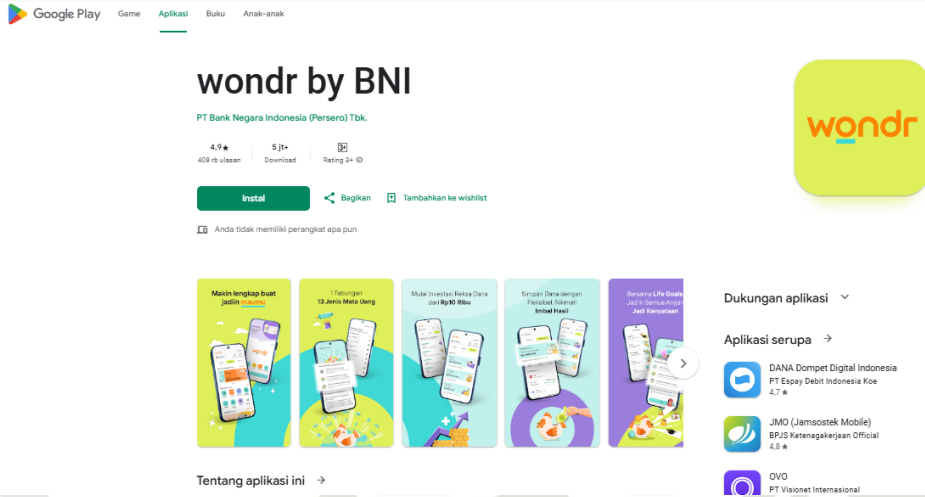 Google Play Game Aplikasi Buku Anak-anak
wondr by BNI
PT Bank Negara Indonesia (Persero) Tbk.
4,9★ 5 jt+ 3+
408 rb ulasan Download Rating 3+
Instal Bagikan Tambahkan ke wishlist
Anda tidak memiliki perangkat apa pun
wondr
Makin lengkap buat
jadiin maumu
wondr
1 Tabungan
13 Jenis Mata Uang
Mulai Investasi Reksa Dana
dari Rp10 Ribu
Simpan Dana dengan
Fleksibel, Nikmati
Imbal Hasil
Bersama Life Goals,
Jadi Kenyataan
Dukungan aplikasi
Aplikasi serupa
DANA Dompet Digital Indonesia
PT Espay Debit Indonesia Koe
4,7★
JMO (Jamsostek Mobile)
BPJS Ketenagakerjaan Official
4,8★
OVO
PT Visionet Internasional
Tentang aplikasi ini